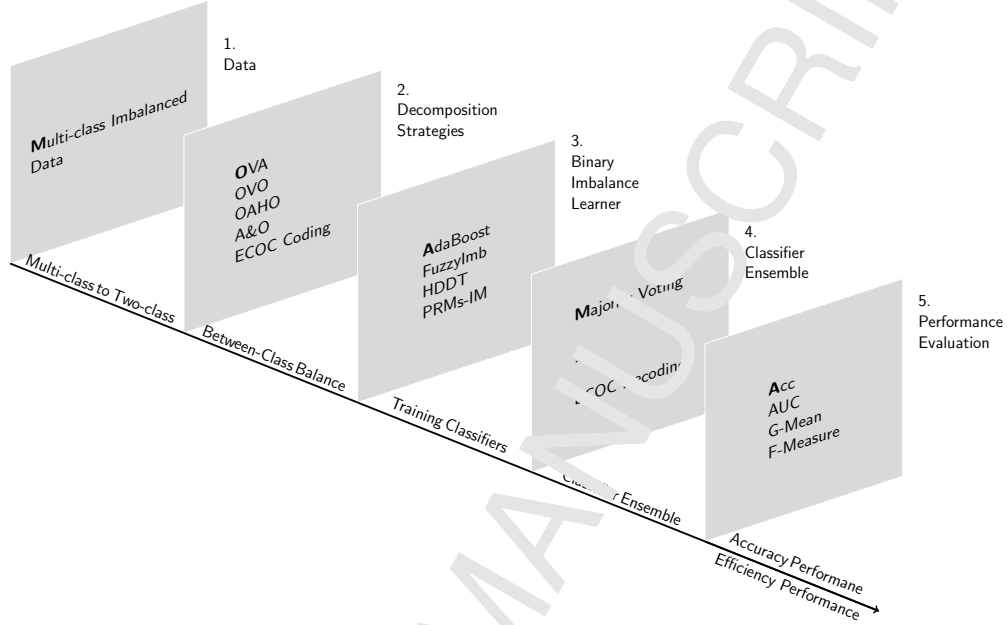 1.
Data
Multi-class Imbalanced
Data
2.
Decomposition
Strategies
OVA
OVO
OAHO
A&O
ECOC Coding
3.
Binary
Imbalance
Learner
AdaBoost
FuzzyImb
HDDT
PRMs-IM
4.
Classifier
Ensemble
Voting
5.
Performance
Evaluation
Acc
AUC
G-Mean
F-Measure
Multi-class to Two-class
Between-Class Balance
Training Classifiers
Ensemble
Accuracy Performane
Efficiency Performance
MANUSCRI